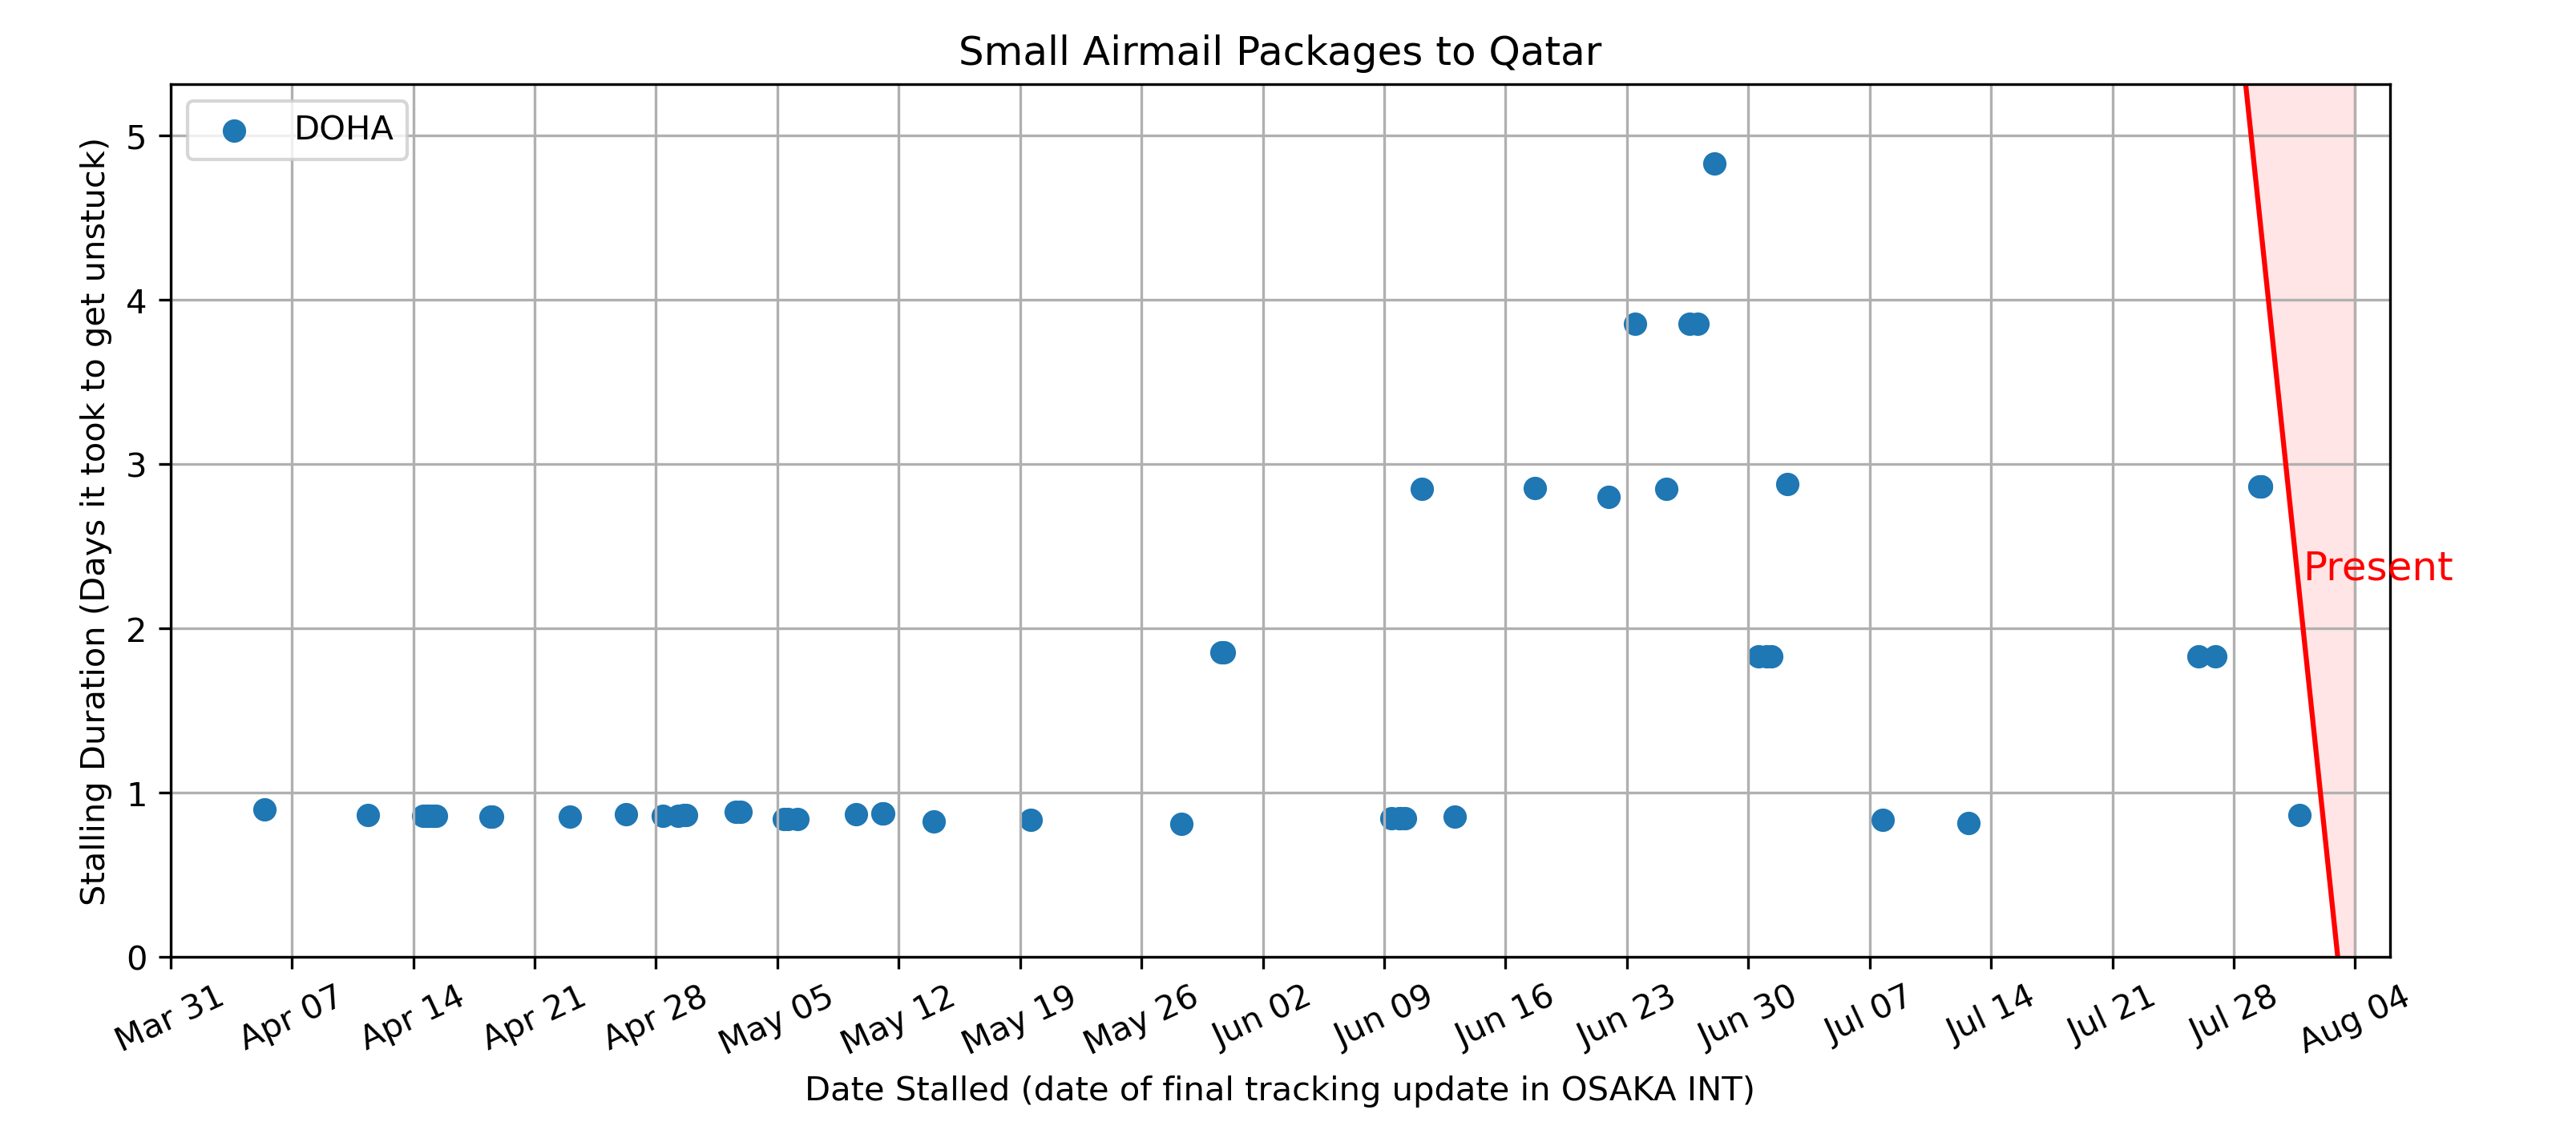 Small Airmail Packages to Qatar
DOHA
Stalling Duration (Days it took to get unstuck)
5
4
3
2
1
0
Present
Mar 31
Apr 07
Apr 14
Apr 21
Apr 28
May 05
May 12
May 19
May 26
Jun 02
Jun 09
Jun 16
Jun 23
Jun 30
Jul 07
Jul 14
Jul 21
Jul 28
Aug 04
Date Stalled (date of final tracking update in OSAKA INT)